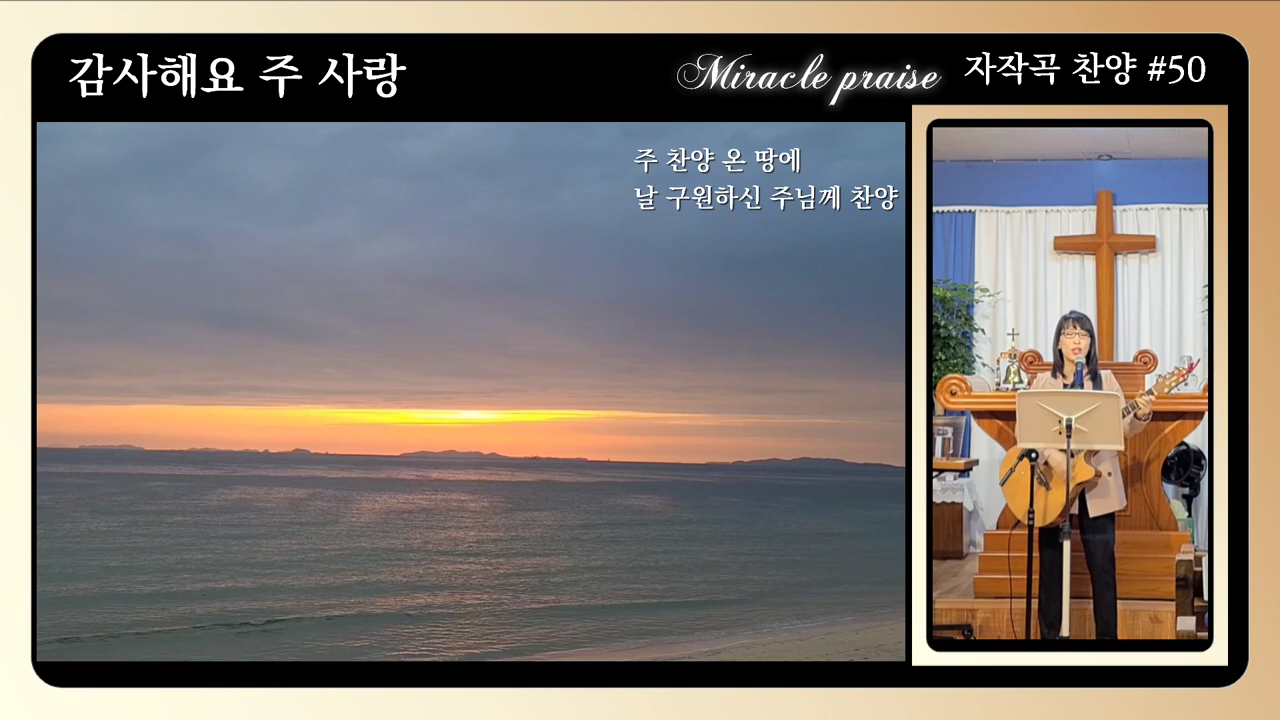 감사해요 주 사랑
Miracle praise
자작곡 찬양 #50
주 찬양 온 땅에
날 구원하신 주님께 찬양